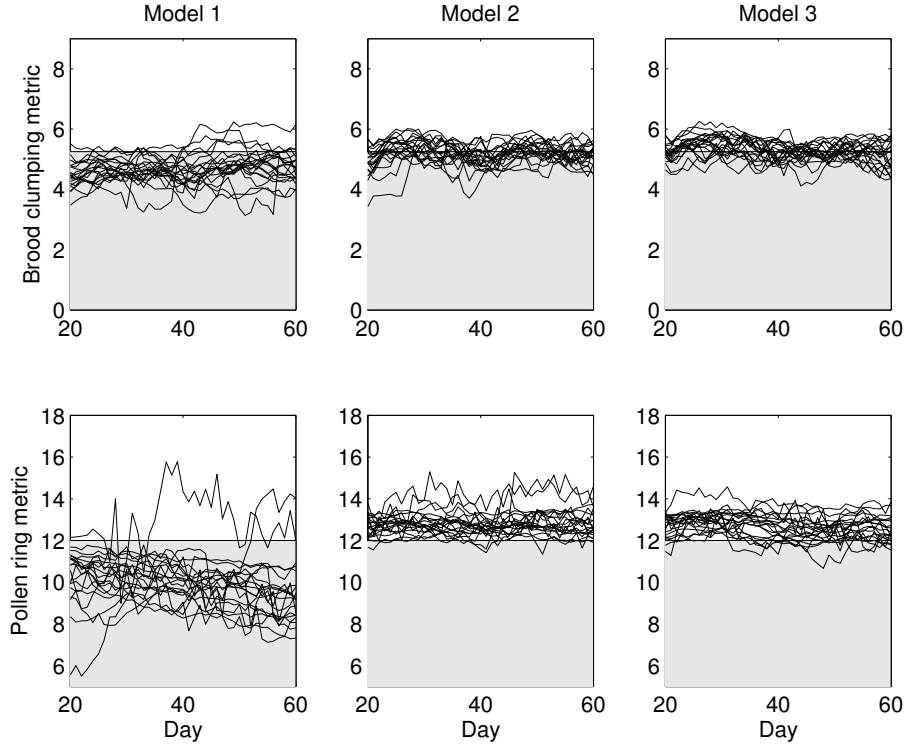 Model 1 Model 2 Model 3
Brood clumping metric
8 8 8
6 6 6
4 4 4
2 2 2
0 0 0
20 40 60 20 40 60 20 40 60
Pollen ring metric
18 18 18
16 16 16
14 14 14
12 12 12
10 10 10
8 8 8
6 6 6
20 40 60 20 40 60 20 40 60
Day Day Day